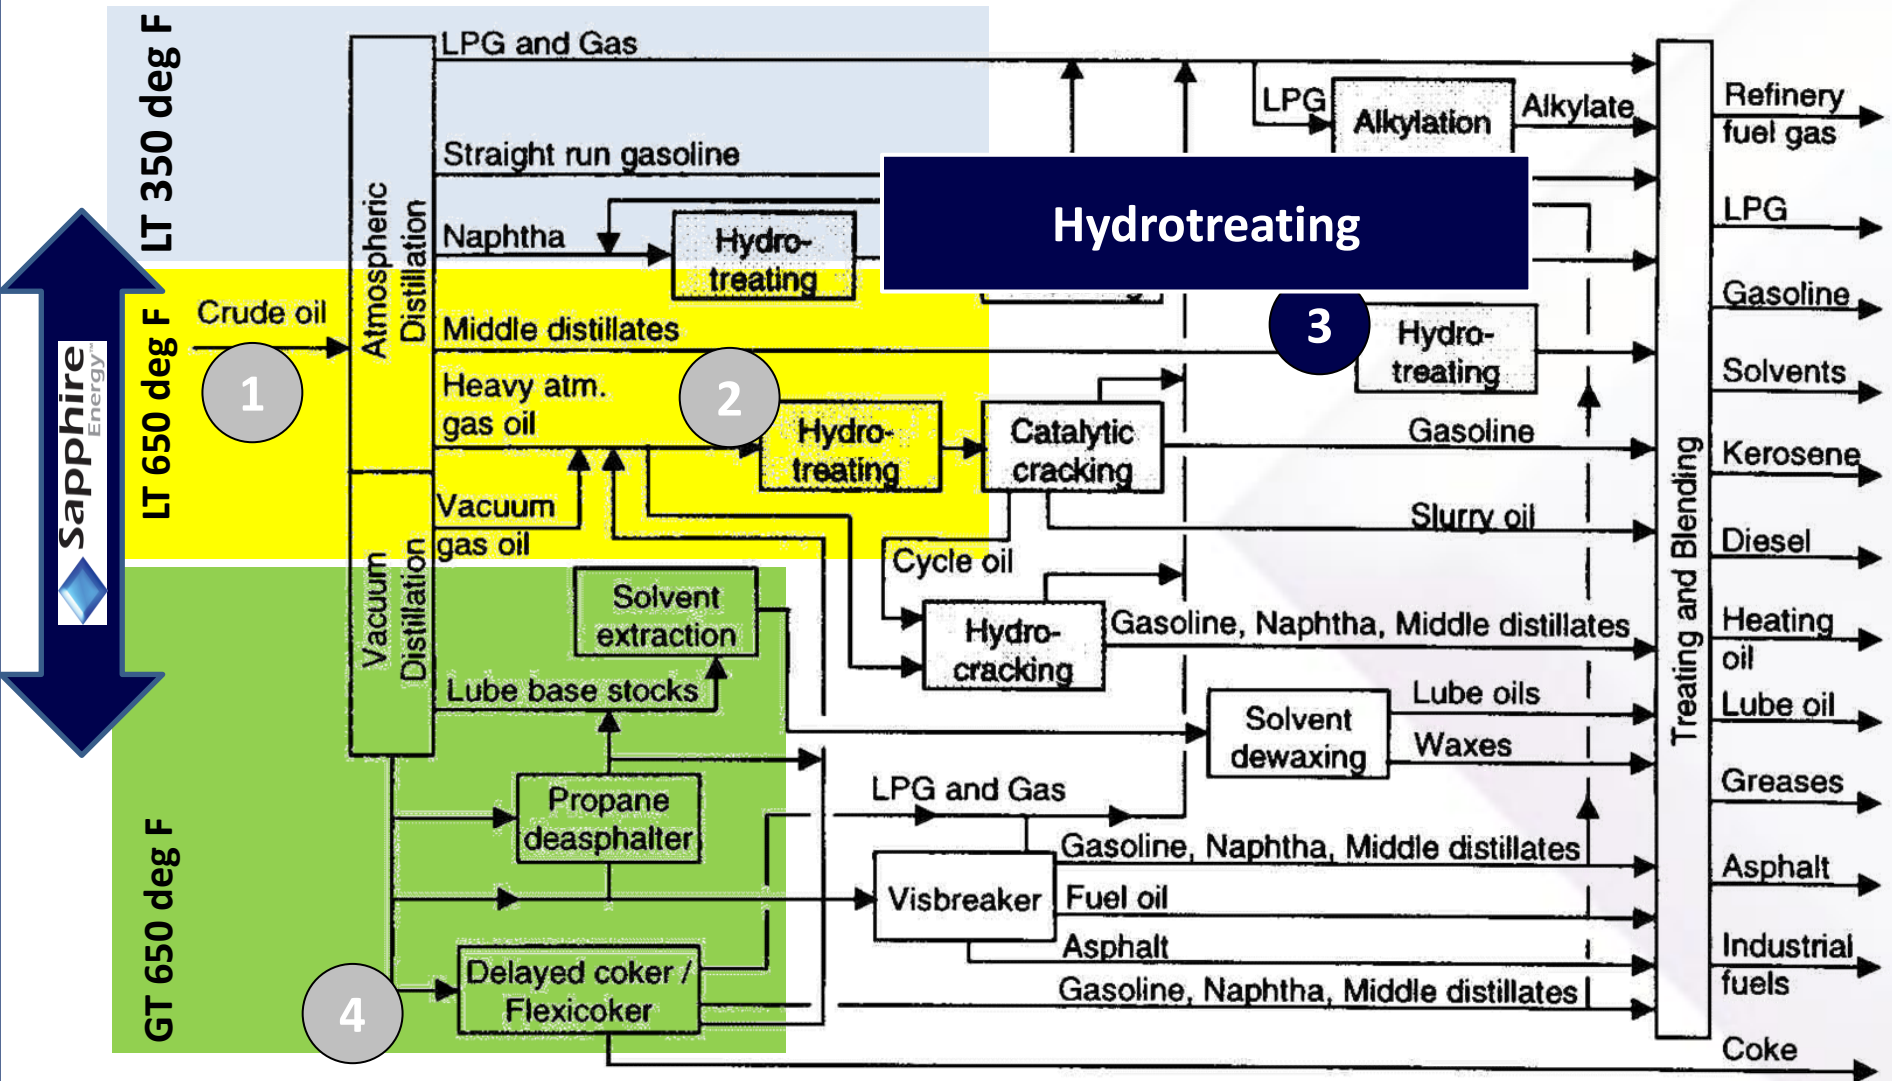 LT 350 deg F
LT 650 deg F
GT 650 deg F
Sapphire
Energy™
Crude oil
1
Atmospheric
Distillation
Vacuum
Distillation
LPG and Gas
Straight run gasoline
Naphtha
Hydro-
treating
Middle distillates
Heavy atm.
gas oil
2
Hydro-
treating
Vacuum
gas oil
Solvent
extraction
Lube base stocks
Propane
deasphalter
4
Delayed coker /
Flexicoker
LPG
Alkylation
Alkylate
Hydrotreating
3
Hydro-
treating
Catalytic
cracking
Gasoline
Slurry oil
Cycle oil
Hydro-
cracking
Gasoline, Naphtha, Middle distillates
Solvent
dewaxing
Lube oils
Waxes
LPG and Gas
Visbreaker
Gasoline, Naphtha, Middle distillates
Fuel oil
Asphalt
Gasoline, Naphtha, Middle distillates
Treating and Blending
Refinery
fuel gas
LPG
Gasoline
Solvents
Kerosene
Diesel
Heating
oil
Lube oil
Greases
Asphalt
Industrial
fuels
Coke